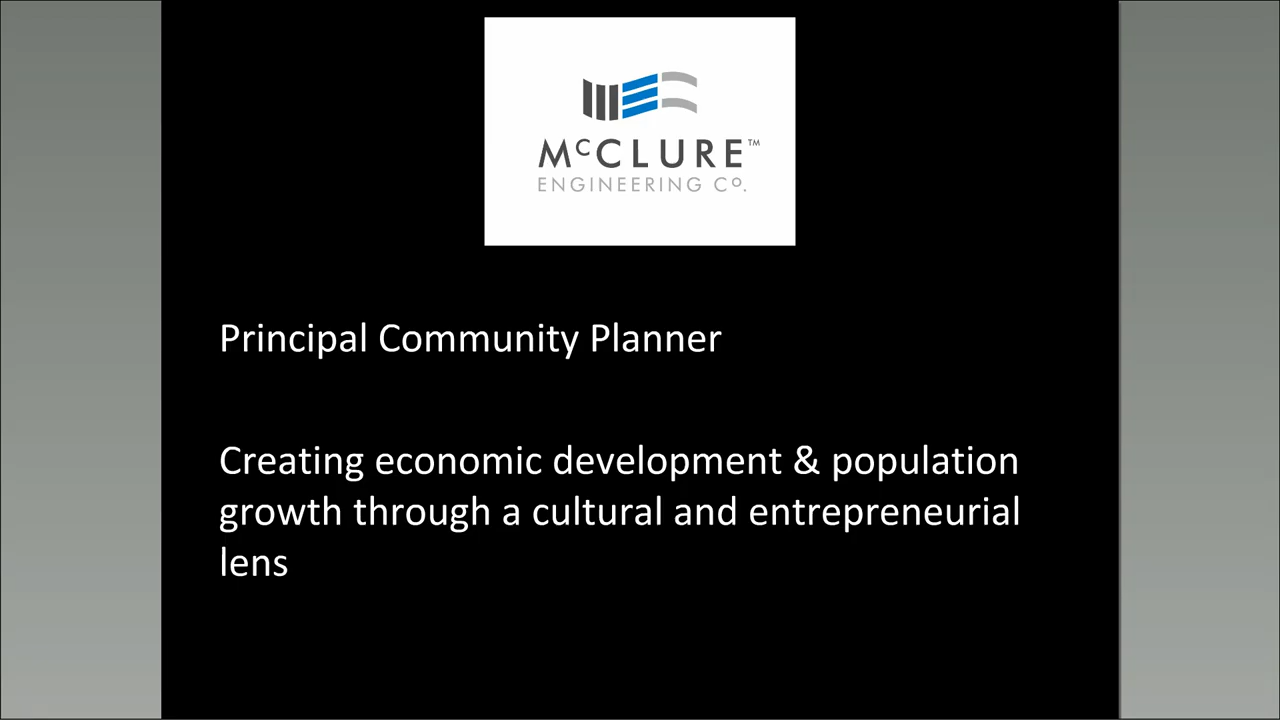 McCLURE™
ENGINEERING Co.
Principal Community Planner
Creating economic development & population
growth through a cultural and entrepreneurial
lens